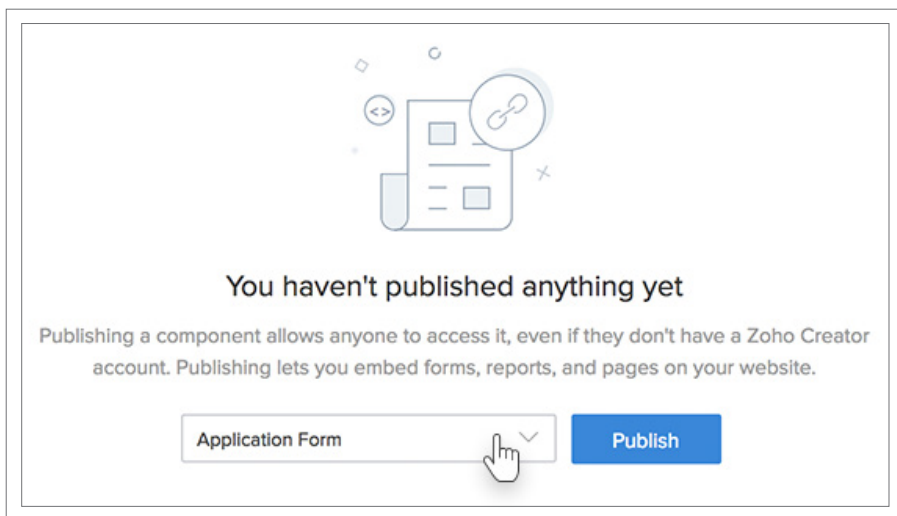 You haven't published anything yet
Publishing a component allows anyone to access it, even if they don't have a Zoho Creator
account. Publishing lets you embed forms, reports, and pages on your website.
Application Form
Publish